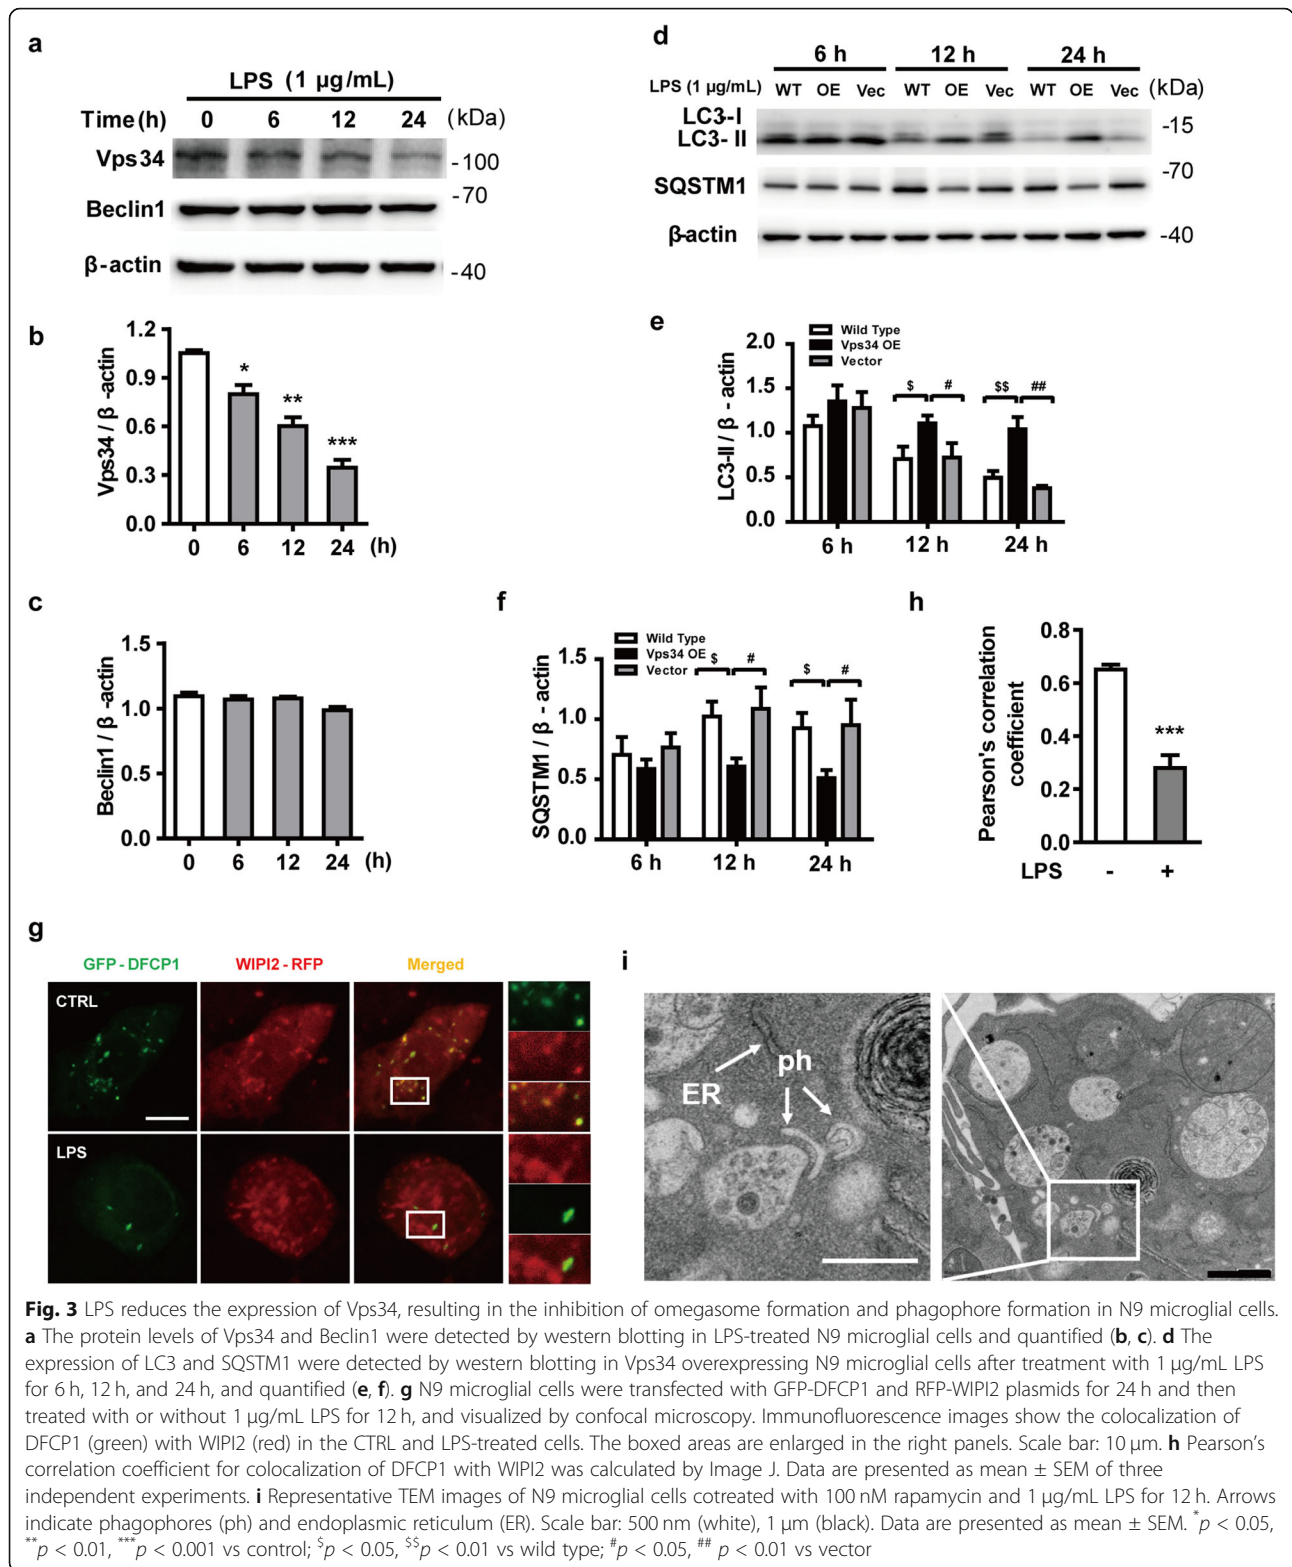 a
LPS (1 µg/mL)
Time (h) 0 6 12 24 (kDa)
Vps34 -100
-70
Beclin1
β-actin -40
d
6 h 12 h 24 h
LPS (1 µg/mL) WT OE Vec WT OE Vec WT OE Vec (kDa)
LC3-I -15
LC3- II
-70
SQSTM1
β-actin -40
b
Vps34 / β -actin
1.2
0.9
0.6
0.3
0.0
* ** ***
0 6 12 24 (h)
e
Wild Type
Vps34 OE
Vector
LC3-II / β - actin
2.0
1.5
1.0
0.5
0.0
$ # $$ ##
6 h 12 h 24 h
c
Beclin1 / β -actin
1.5
1.0
0.5
0.0
0 6 12 24 (h)
f
Wild Type
Vps34 OE
Vector
SQSTM1 / β - actin
1.5
1.0
0.5
0.0
$ # $ #
6 h 12 h 24 h
h
Pearson's correlation
coefficient
0.8
0.6
0.4
0.2
0.0
***
LPS - +
g
GFP - DFCP1 WIPI2 - RFP Merged
CTRL
LPS
i
ER ph
Fig. 3 LPS reduces the expression of Vps34, resulting in the inhibition of omegasome formation and phagophore formation in N9 microglial cells.
a The protein levels of Vps34 and Beclin1 were detected by western blotting in LPS-treated N9 microglial cells and quantified (b, c). d The
expression of LC3 and SQSTM1 were detected by western blotting in Vps34 overexpressing N9 microglial cells after treatment with 1 µg/mL LPS
for 6 h, 12 h, and 24 h, and quantified (e, f). g N9 microglial cells were transfected with GFP-DFCP1 and RFP-WIPI2 plasmids for 24 h and then
treated with or without 1 µg/mL LPS for 12 h, and visualized by confocal microscopy. Immunofluorescence images show the colocalization of
DFCP1 (green) with WIPI2 (red) in the CTRL and LPS-treated cells. The boxed areas are enlarged in the right panels. Scale bar: 10 µm. h Pearson's
correlation coefficient for colocalization of DFCP1 with WIPI2 was calculated by Image J. Data are presented as mean ± SEM of three
independent experiments. i Representative TEM images of N9 microglial cells cotreated with 100 nM rapamycin and 1 µg/mL LPS for 12 h. Arrows
indicate phagophores (ph) and endoplasmic reticulum (ER). Scale bar: 500 nm (white), 1 µm (black). Data are presented as mean ± SEM. *p < 0.05,
**p < 0.01, ***p < 0.001 vs control; $p < 0.05, $$p < 0.01 vs wild type; #p < 0.05, ## p < 0.01 vs vector